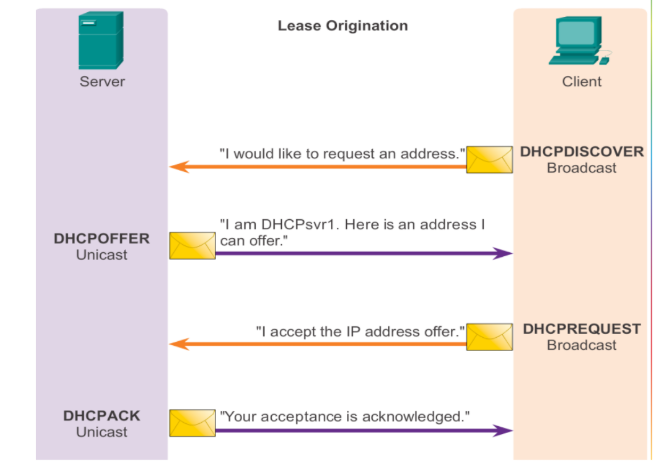 Lease Origination
Server
Client
"I would like to request an address."
DHCPDISCOVER
Broadcast
DHCPOFFER
Unicast
"I am DHCPsvr1. Here is an address I
can offer."
"I accept the IP address offer."
DHCPREQUEST
Broadcast
DHCPACK
Unicast
"Your acceptance is acknowledged."